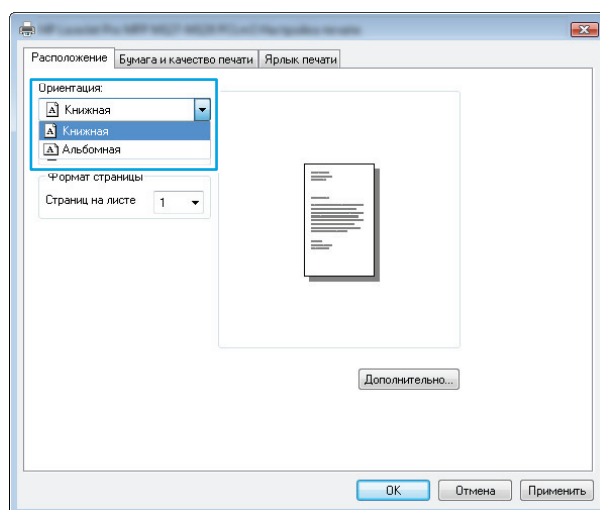 Расположение
Бумага и качество печати
Ярлык печати
Ориентация:
Книжная
Книжная
Альбомная
Формат страницы
Страниц на листе
1
Дополнительно...
OK
Отмена
Применить